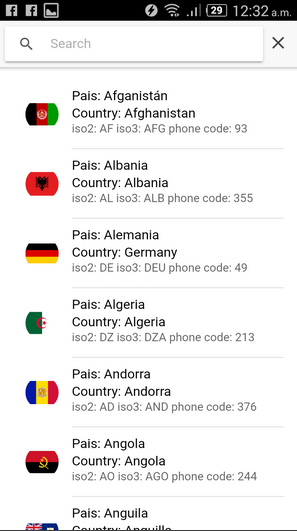 29 12:32 a.m.
Search
Pais: Afganistán
Country: Afghanistan
iso2: AF iso3: AFG phone code: 93
Pais: Albania
Country: Albania
iso2: AL iso3: ALB phone code: 355
Pais: Alemania
Country: Germany
iso2: DE iso3: DEU phone code: 49
Pais: Algeria
Country: Algeria
iso2: DZ iso3: DZA phone code: 213
Pais: Andorra
Country: Andorra
iso2: AD iso3: AND phone code: 376
Pais: Angola
Country: Angola
iso2: AO iso3: AGO phone code: 244
Pais: Anguila
Country: Anguilla